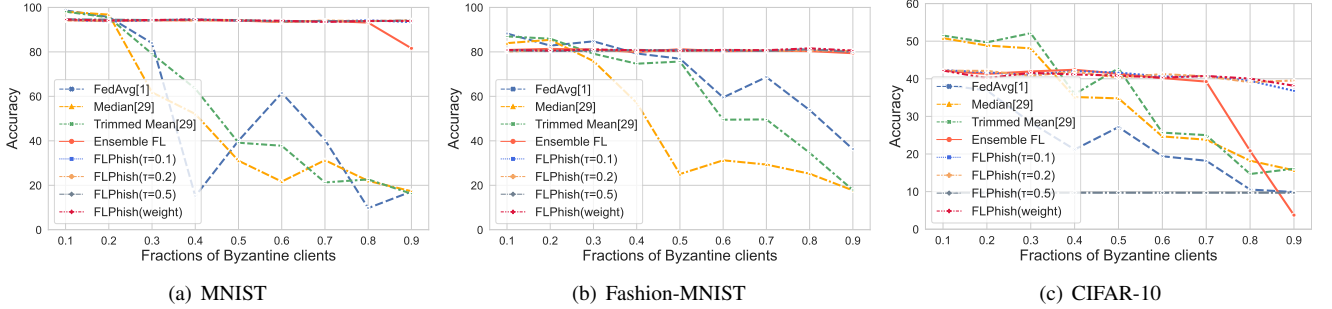 100
80
60
40
20
0
Accuracy
FedAvg[1]
Median[29]
Trimmed Mean[29]
Ensemble FL
FLPhish(τ=0.1)
FLPhish(τ=0.2)
FLPhish(τ=0.5)
FLPhish(weight)
0.1 0.2 0.3 0.4 0.5 0.6 0.7 0.8 0.9
Fractions of Byzantine clients
(a) MNIST
100
80
60
40
20
0
Accuracy
FedAvg[1]
Median[29]
Trimmed Mean[29]
Ensemble FL
FLPhish(τ=0.1)
FLPhish(τ=0.2)
FLPhish(τ=0.5)
FLPhish(weight)
0.1 0.2 0.3 0.4 0.5 0.6 0.7 0.8 0.9
Fractions of Byzantine clients
(b) Fashion-MNIST
60
50
40
30
20
10
0
Accuracy
FedAvg[1]
Median[29]
Trimmed Mean[29]
Ensemble FL
FLPhish(τ=0.1)
FLPhish(τ=0.2)
FLPhish(τ=0.5)
FLPhish(weight)
0.1 0.2 0.3 0.4 0.5 0.6 0.7 0.8 0.9
Fractions of Byzantine clients
(c) CIFAR-10